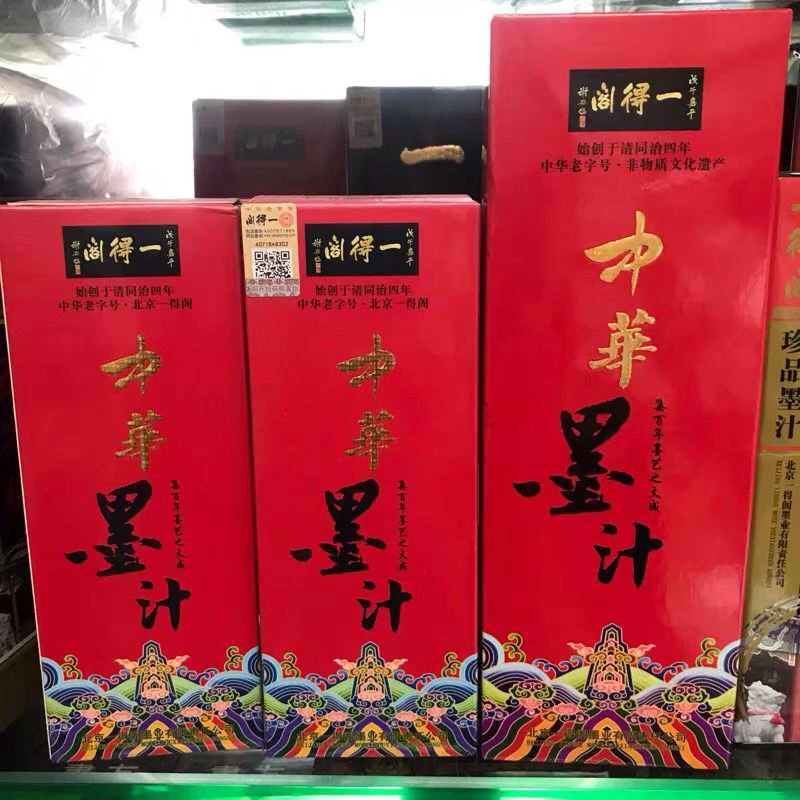 一得阁
始创于清同治四年
中华老字号·北京一得阁
中華
墨汁
集百年墨艺之大成
一得阁
4071646302
一得阁
始创于清同治四年
中华老字号·北京一得阁
中華
墨汁
集百年墨艺之大成
一得阁
始创于清同治四年
中华老字号·非物质文化遗产
中華
墨汁
集百年墨艺之大成
珍品墨汁
北京一得阁墨业有限责任公司
一